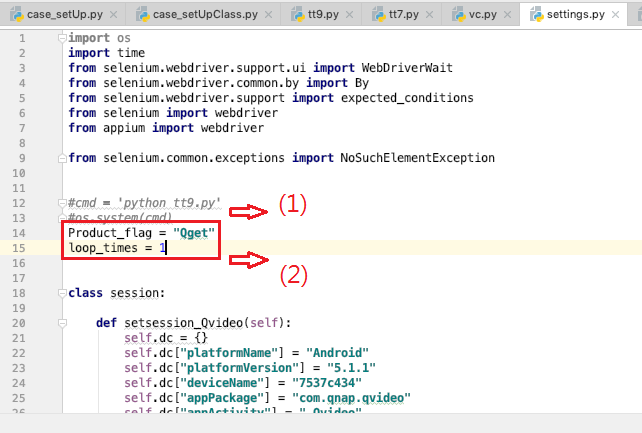 case_setUp.py case_setUpClass.py tt9.py tt7.py vc.py settings.py
1 import os
2 import time
3 from selenium.webdriver.support.ui import WebDriverWait
4 from selenium.webdriver.common.by import By
5 from selenium.webdriver.support import expected_conditions
6 from selenium import webdriver
7 from appium import webdriver
8
9 from selenium.common.exceptions import NoSuchElementException
10
11
12 #cmd = 'python tt9.py' (1)
13 #os.system(cmd)
14 Product_flag = "Qget"
15 loop_times = 1
16 (2)
17
18 class session:
19
20 def setsession_Qvideo(self):
21 self.dc = {}
22 self.dc["platformName"] = "Android"
23 self.dc["platformVersion"] = "5.1.1"
24 self.dc["deviceName"] = "7537c434"
25 self.dc["appPackage"] = "com.qnap.qvideo"
26 self.dc["appActivity"] = ".Qvideo"